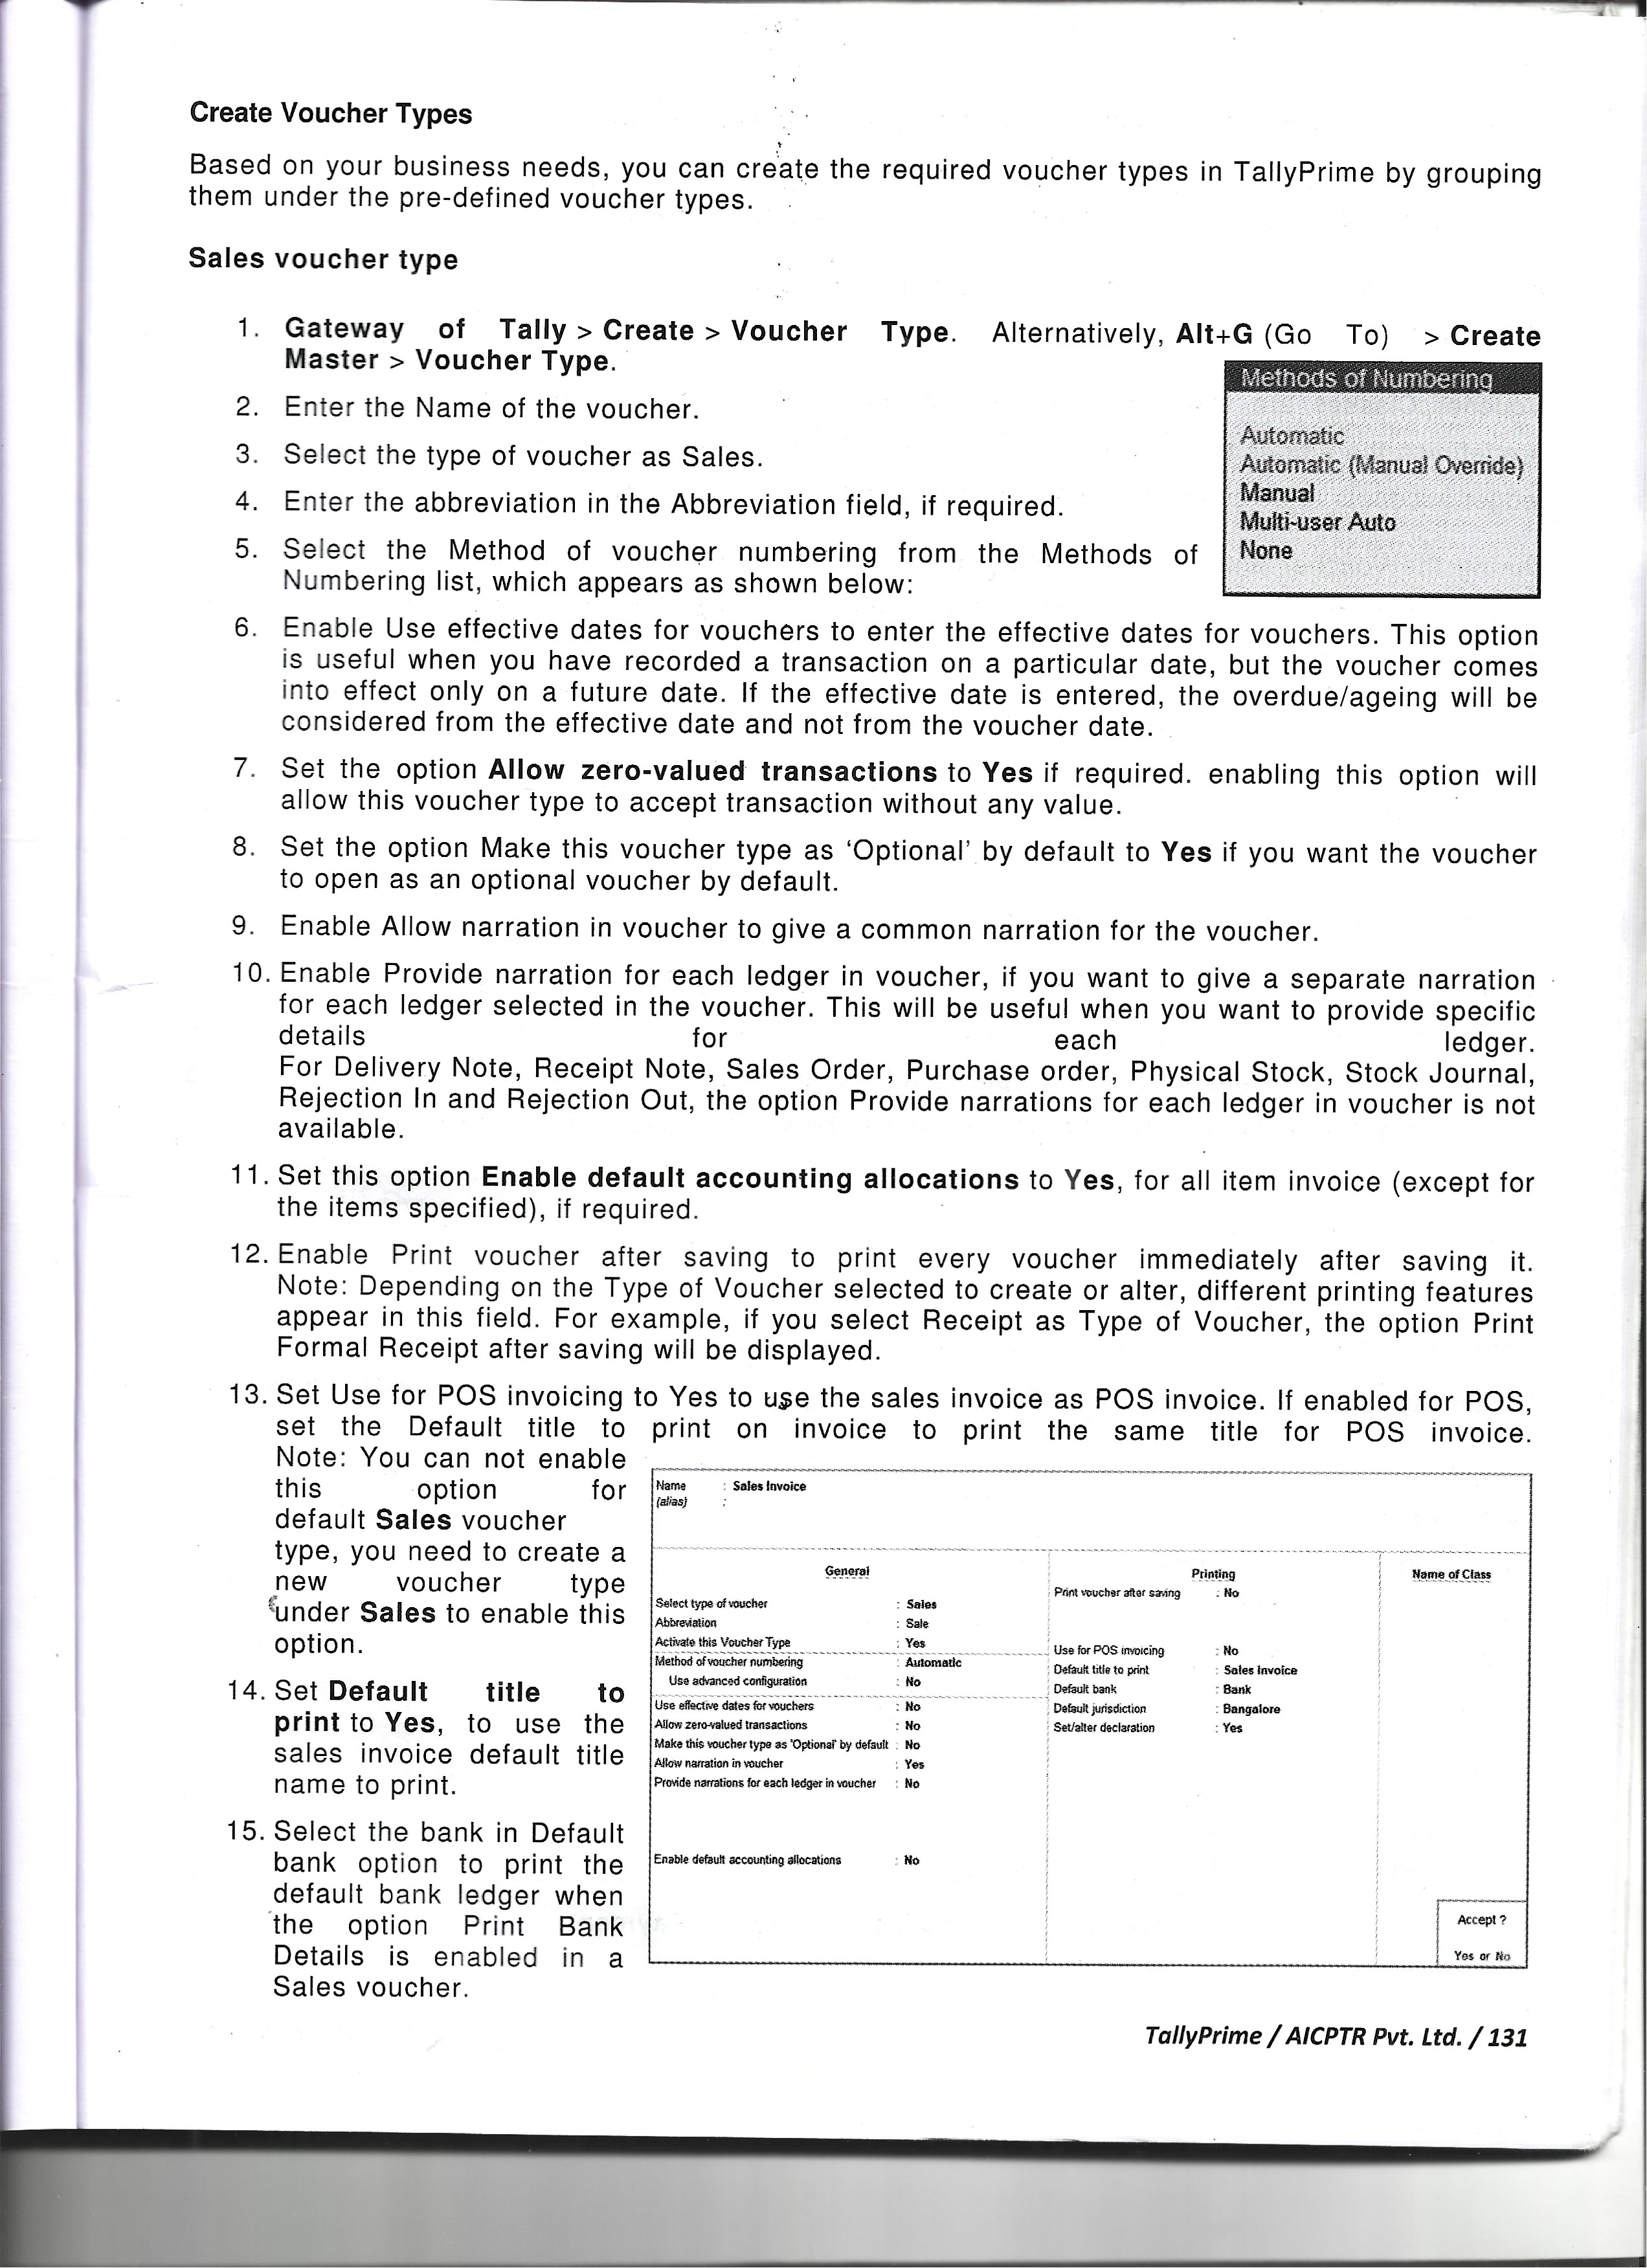 Create Voucher Types
Based on your business needs, you can create the required voucher types in TallyPrime by grouping
them under the pre-defined voucher types.
Sales voucher type
1. Gateway of Tally > Create > Voucher Type. Alternatively, Alt+G (Go To) > Create
Master > Voucher Type.
Methods of Numbering
Automatic
Automatic (Manual Override)
Manual
Multi-user Auto
None
2. Enter the Name of the voucher.
3. Select the type of voucher as Sales.
4. Enter the abbreviation in the Abbreviation field, if required.
5. Select the Method of voucher numbering from the Methods of
Numbering list, which appears as shown below:
6. Enable Use effective dates for vouchers to enter the effective dates for vouchers. This option
is useful when you have recorded a transaction on a particular date, but the voucher comes
into effect only on a future date. If the effective date is entered, the overdue/ageing will be
considered from the effective date and not from the voucher date.
7. Set the option Allow zero-valued transactions to Yes if required. enabling this option will
allow this voucher type to accept transaction without any value.
8. Set the option Make this voucher type as ‘Optional’ by default to Yes if you want the voucher
to open as an optional voucher by default.
9. Enable Allow narration in voucher to give a common narration for the voucher.
10. Enable Provide narration for each ledger in voucher, if you want to give a separate narration
for each ledger selected in the voucher. This will be useful when you want to provide specific
details for each ledger.
For Delivery Note, Receipt Note, Sales Order, Purchase order, Physical Stock, Stock Journal,
Rejection In and Rejection Out, the option Provide narrations for each ledger in voucher is not
available.
11. Set this option Enable default accounting allocations to Yes, for all item invoice (except for
the items specified), if required.
12. Enable Print voucher after saving to print every voucher immediately after saving it.
Note: Depending on the Type of Voucher selected to create or alter, different printing features
appear in this field. For example, if you select Receipt as Type of Voucher, the option Print
Formal Receipt after saving will be displayed.
13. Set Use for POS invoicing to Yes to use the sales invoice as POS invoice. If enabled for POS,
set the Default title to print on invoice to print the same title for POS invoice.
Note: You can not enable
this option for
default Sales voucher
type, you need to create a
new voucher type
under Sales to enable this
option.
14. Set Default title to
print to Yes, to use the
sales invoice default title
name to print.
15. Select the bank in Default
bank option to print the
default bank ledger when
the option Print Bank
Details is enabled in a
Sales voucher.
Name : Sales Invoice
(alias) :
General
Select type of voucher : Sales
Abbreviation : Sale
Activate this Voucher Type : Yes
Method of voucher numbering : Automatic
Use advanced configuration : No
Use effective dates for vouchers : No
Allow zero-valued transactions : No
Make this voucher type as 'Optional' by default : No
Allow narration in voucher : Yes
Provide narrations for each ledger in voucher : No
Enable default accounting allocations : No
Printing
Print voucher after saving : No
Use for POS invoicing : No
Default title to print : Sales Invoice
Default bank : Bank
Default jurisdiction : Bangalore
Set/alter declaration : Yes
Name of Class
Accept ?
Yes or No
TallyPrime / AICPTR Pvt. Ltd. / 131